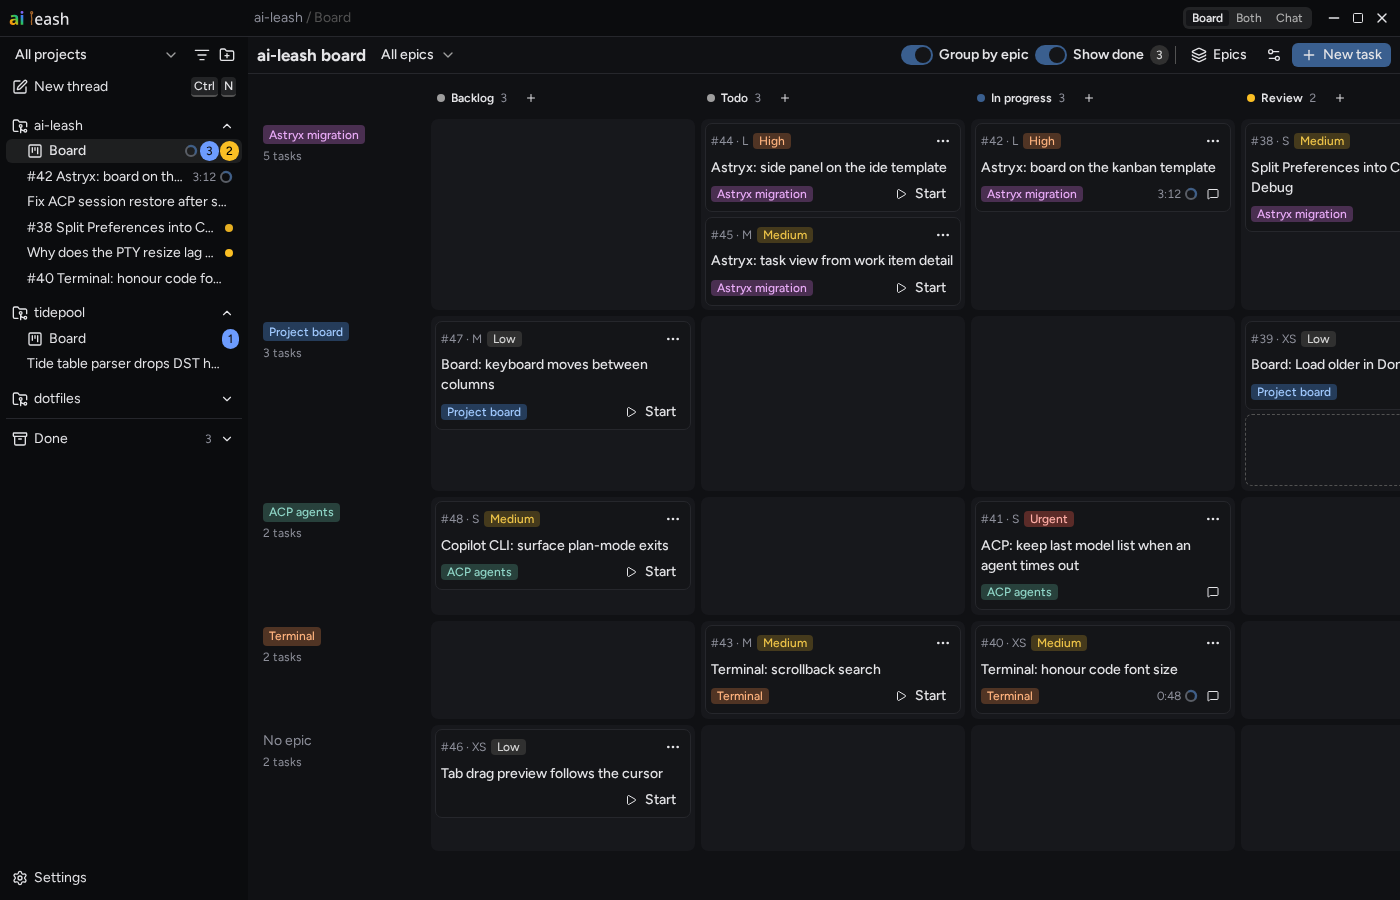 ai leash
ai-leash / Board
Board Both Chat
All projects
ai-leash board
All epics
Group by epic
Show done 3
Epics
New task
New thread Ctrl N
ai-leash
Board 3 2
#42 Astryx: board on th... 3:12
Fix ACP session restore after s...
#38 Split Preferences into C...
Why does the PTY resize lag ...
#40 Terminal: honour code fo...
tidepool
Board 1
Tide table parser drops DST h...
dotfiles
Done 3
Settings
Backlog 3
Todo 3
In progress 3
Review 2
Astryx migration
5 tasks
#44 · L High
Astryx: side panel on the ide template
Astryx migration Start
#45 · M Medium
Astryx: task view from work item detail
Astryx migration Start
#42 · L High
Astryx: board on the kanban template
Astryx migration 3:12
#38 · S Medium
Split Preferences into C
Debug
Astryx migration
Project board
3 tasks
#47 · M Low
Board: keyboard moves between
columns
Project board Start
#39 · XS Low
Board: Load older in Don
Project board
ACP agents
2 tasks
#48 · S Medium
Copilot CLI: surface plan-mode exits
ACP agents Start
#41 · S Urgent
ACP: keep last model list when an
agent times out
ACP agents
Terminal
2 tasks
#43 · M Medium
Terminal: scrollback search
Terminal Start
#40 · XS Medium
Terminal: honour code font size
Terminal 0:48
No epic
2 tasks
#46 · XS Low
Tab drag preview follows the cursor
Start